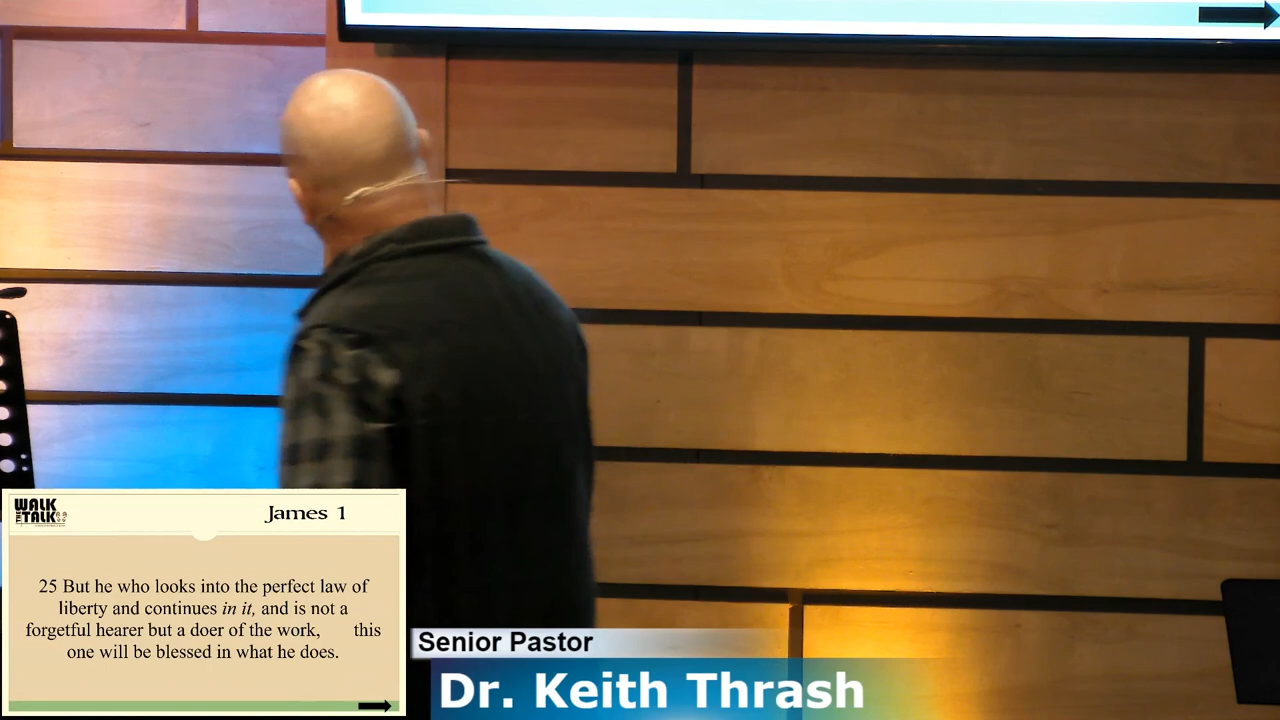 WALK
THE TALK
James 1
25 But he who looks into the perfect law of
liberty and continues in it, and is not a
forgetful hearer but a doer of the work, this
one will be blessed in what he does.
Senior Pastor
Dr. Keith Thrash